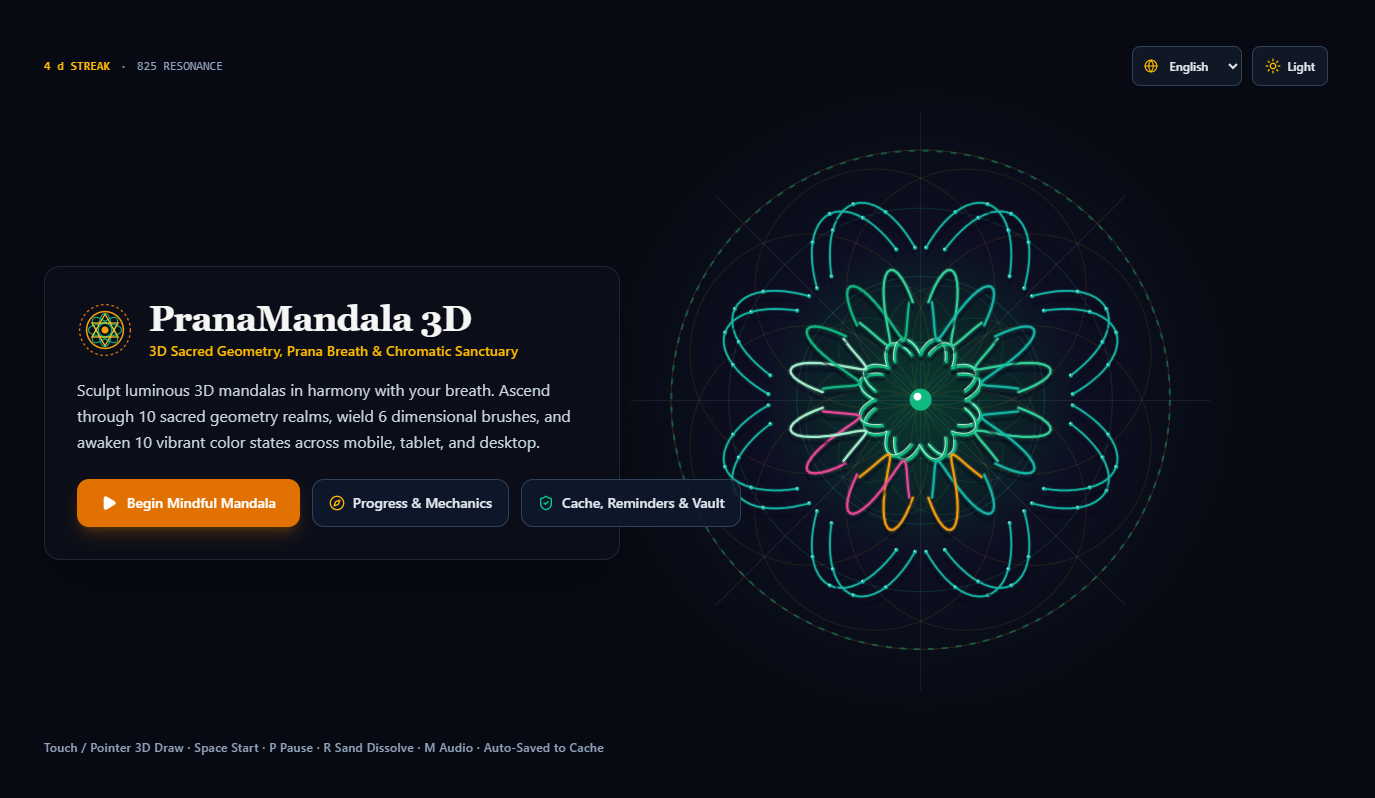 4 d STREAK · 825 RESONANCE
English
Light
PranaMandala 3D
3D Sacred Geometry, Prana Breath & Chromatic Sanctuary
Sculpt luminous 3D mandalas in harmony with your breath. Ascend
through 10 sacred geometry realms, wield 6 dimensional brushes, and
awaken 10 vibrant color states across mobile, tablet, and desktop.
Begin Mindful Mandala
Progress & Mechanics
Cache, Reminders & Vault
Touch / Pointer 3D Draw · Space Start · P Pause · R Sand Dissolve · M Audio · Auto-Saved to Cache